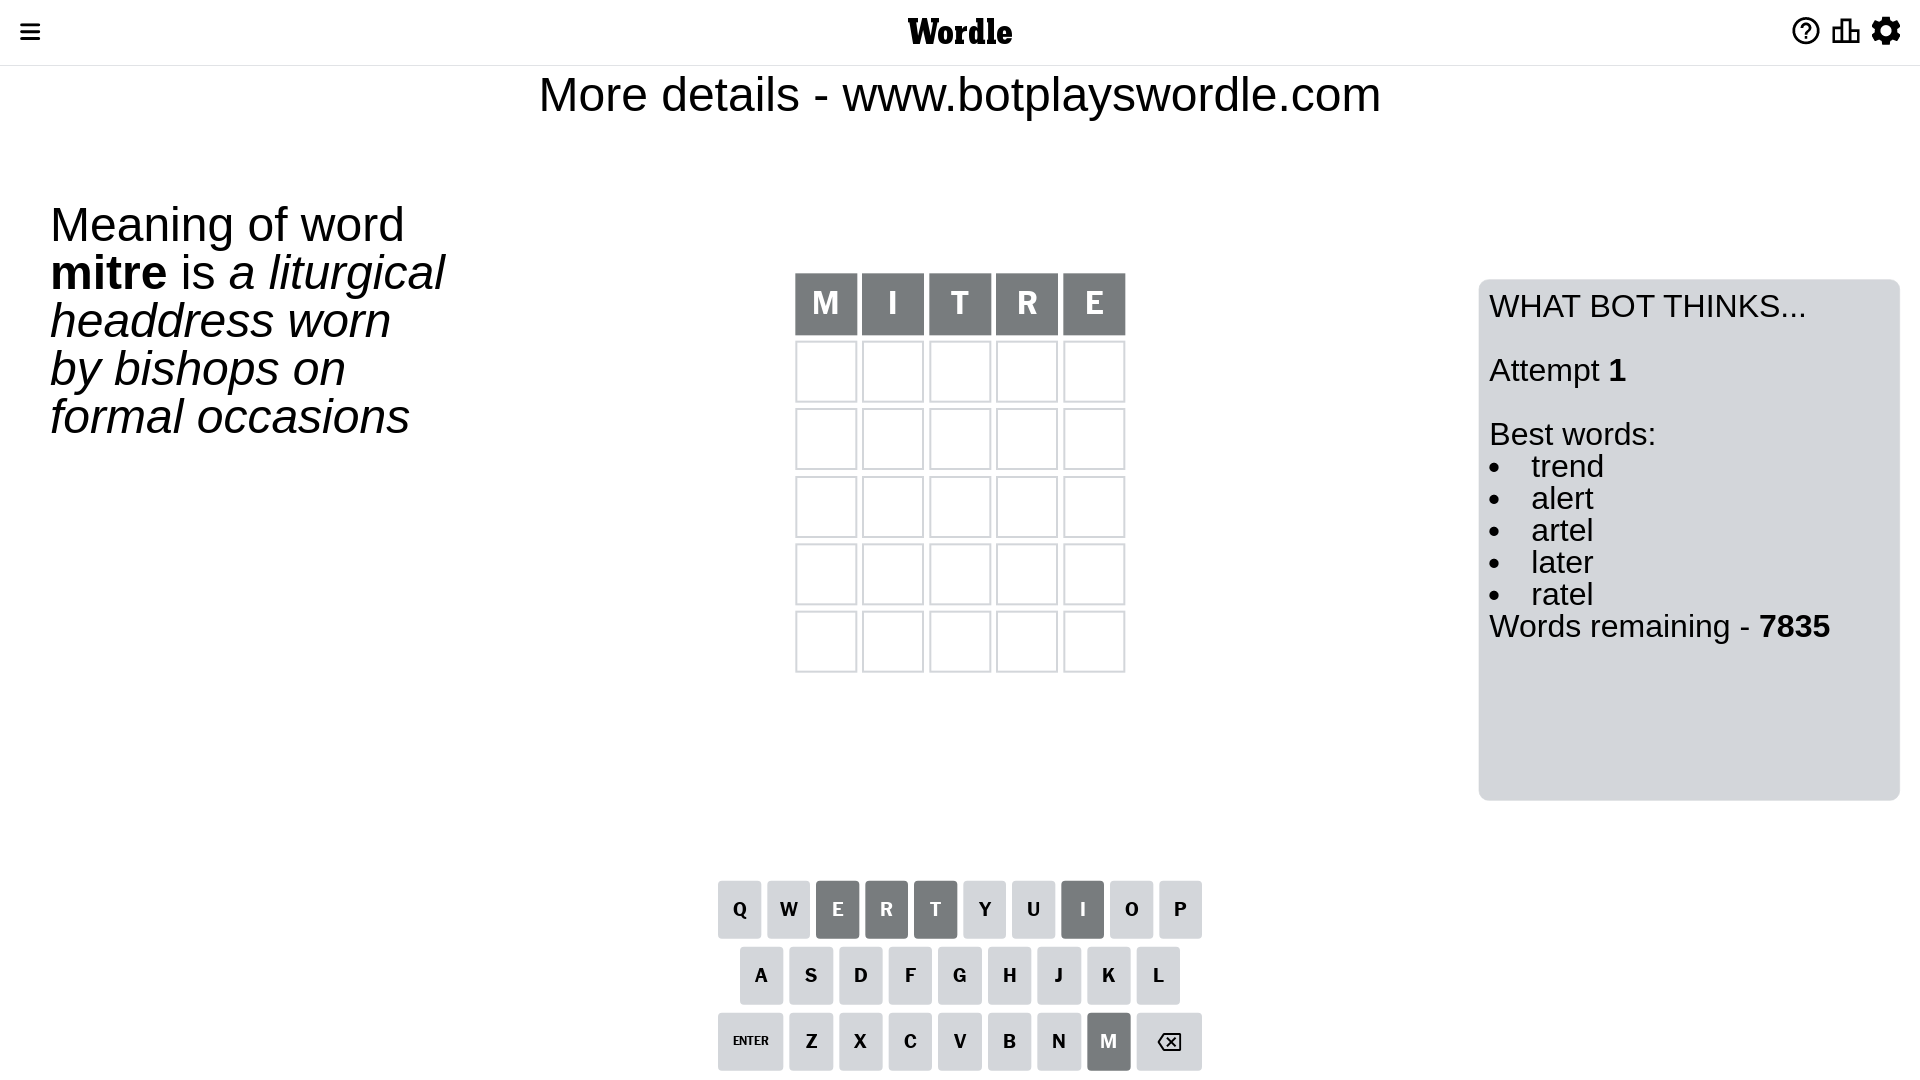 Wordle
More details - www.botplayswordle.com
Meaning of word
mitre is a liturgical
headdress worn
by bishops on
formal occasions
M I T R E
WHAT BOT THINKS...
Attempt 1
Best words:
• trend
• alert
• artel
• later
• ratel
Words remaining - 7835
Q W E R T Y U I O P
A S D F G H J K L
ENTER Z X C V B N M